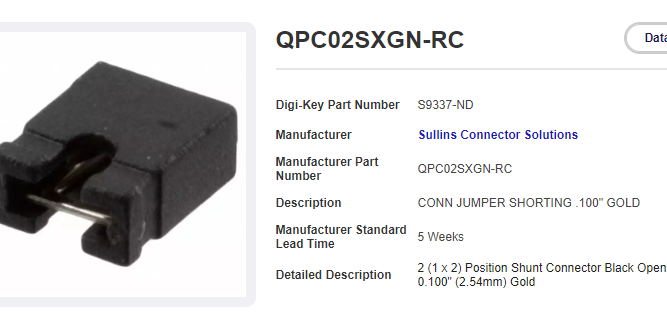 QPC02SXGN-RC
Data
Digi-Key Part Number S9337-ND
Manufacturer Sullins Connector Solutions
Manufacturer Part
Number QPC02SXGN-RC
Description CONN JUMPER SHORTING .100" GOLD
Manufacturer Standard
Lead Time 5 Weeks
Detailed Description 2 (1 x 2) Position Shunt Connector Black Open
0.100" (2.54mm) Gold